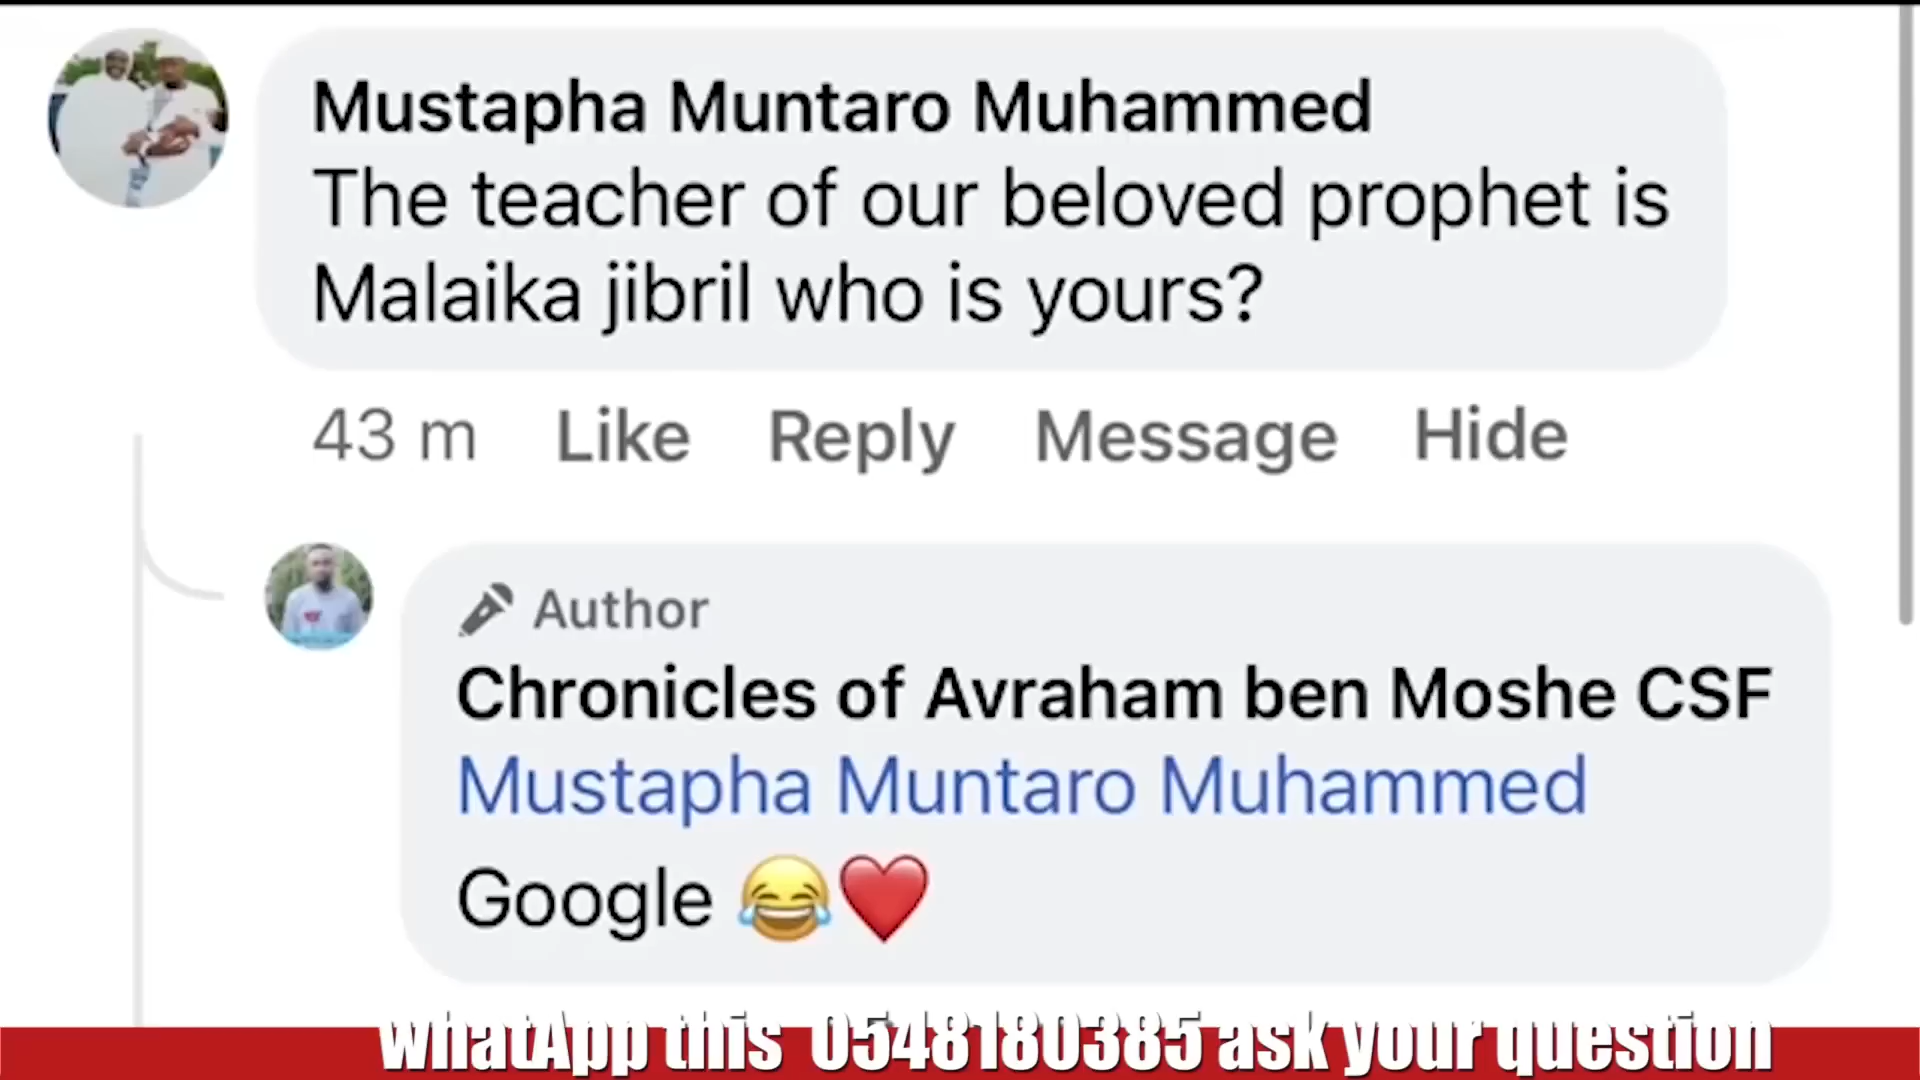 Mustapha Muntaro Muhammed
The teacher of our beloved prophet is
Malaika jibril who is yours?
43 m Like Reply Message Hide
Author
Chronicles of Avraham ben Moshe CSF
Mustapha Muntaro Muhammed
Google 😂❤️
whatApp this 0548180385 ask your question